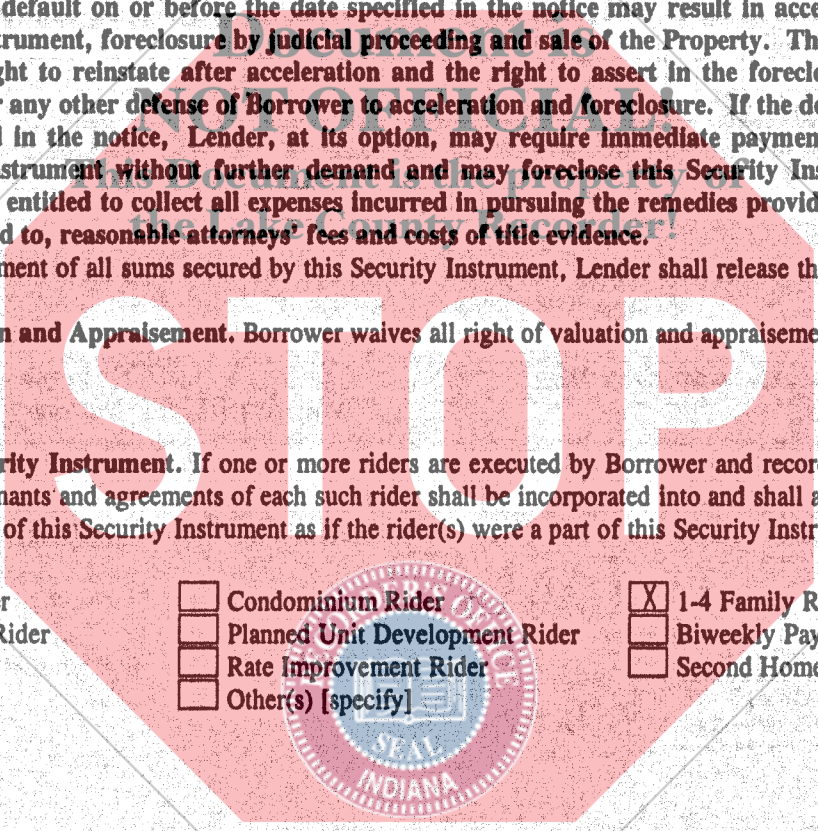 default on or before the date specified in the notice may result in acce
Document is
trument, foreclosure by judicial proceeding and sale of the Property. Th
ght to reinstate after acceleration and the right to assert in the forecl
any other defense of Borrower to acceleration and foreclosure. If the d
NOT OFFICIAL!
in the notice, Lender, at its option, may require immediate paymen
This Document is the property of
strument without further demand and may foreclose this Security Ins
entitled to collect all expenses incurred in pursuing the remedies provid
the Lake County Recorder!
d to, reasonable attorneys' fees and costs of title evidence.
ment of all sums secured by this Security Instrument, Lender shall release th
n and Appraisement. Borrower waives all right of valuation and appraiseme
STOP
rity Instrument. If one or more riders are executed by Borrower and recor
nants and agreements of each such rider shall be incorporated into and shall a
of this Security Instrument as if the rider(s) were a part of this Security Instr
er Condominium Rider X 1-4 Family R
Rider Planned Unit Development Rider Biweekly Pay
Rate Improvement Rider Second Home
Other(s) [specify]
RECORDER'S OFFICE
SEAL
INDIANA